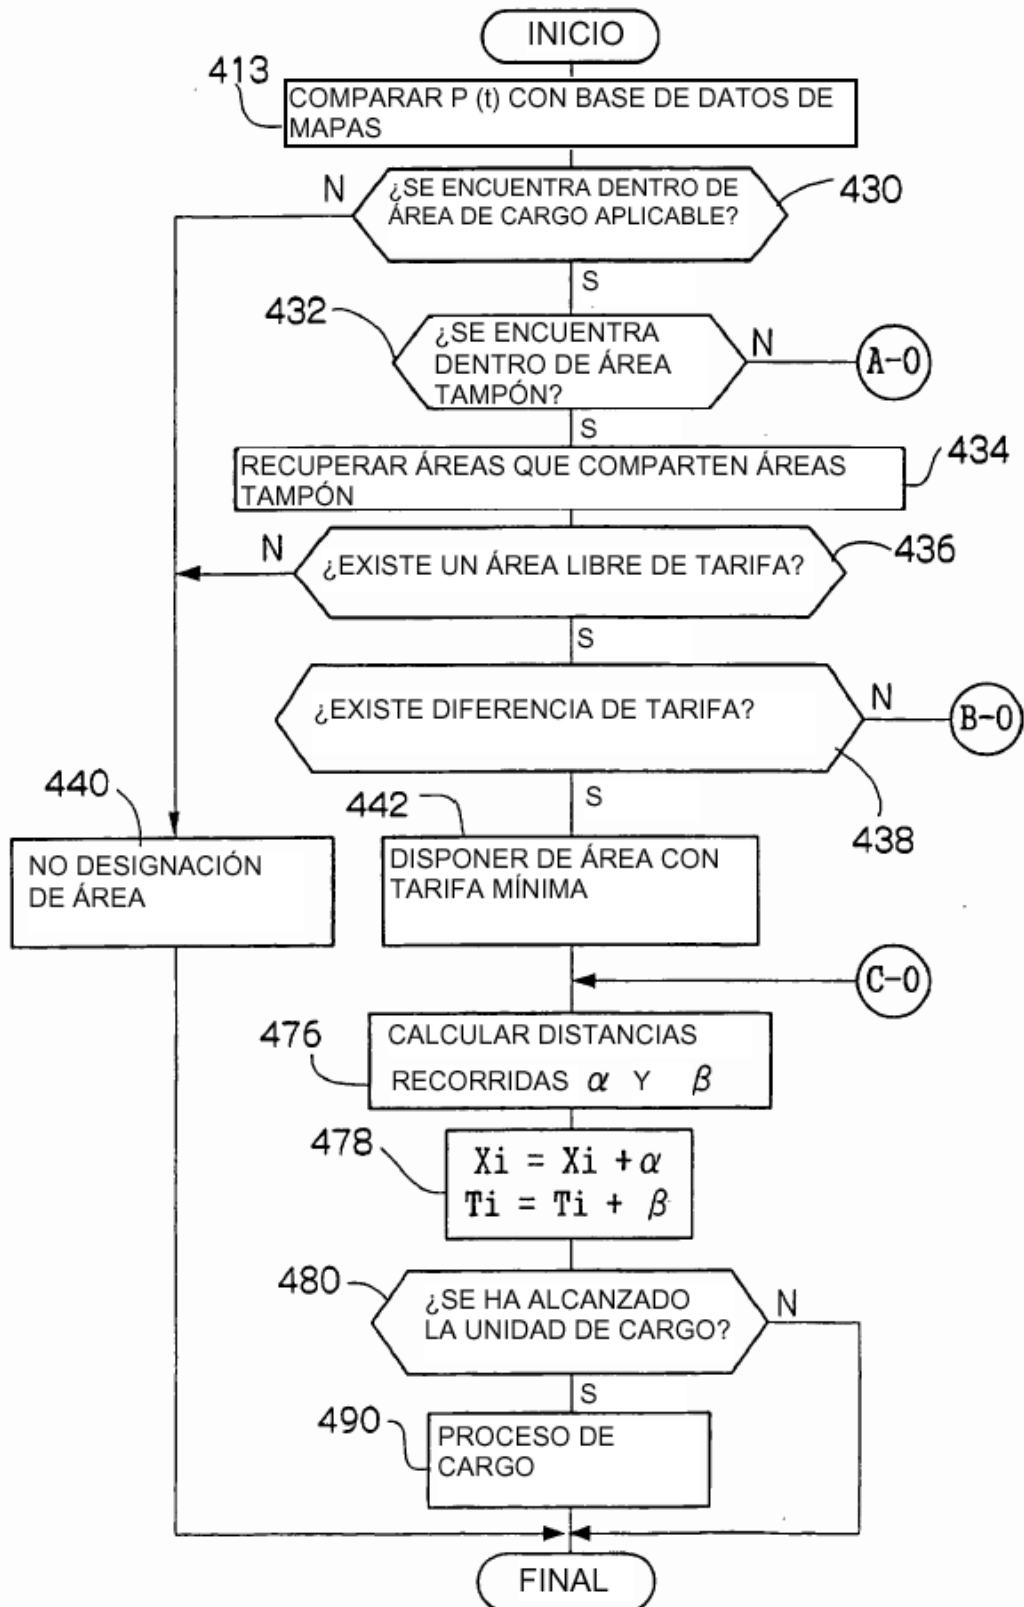 INICIO
413
COMPARAR P (t) CON BASE DE DATOS DE
MAPAS
N
¿SE ENCUENTRA DENTRO DE
ÁREA DE CARGO APLICABLE?
430
S
432
¿SE ENCUENTRA
DENTRO DE ÁREA
TAMPÓN?
N
A-0
S
RECUPERAR ÁREAS QUE COMPARTEN ÁREAS
TAMPÓN
434
N
¿EXISTE UN ÁREA LIBRE DE TARIFA?
436
S
¿EXISTE DIFERENCIA DE TARIFA?
N
B-0
438
S
440
NO DESIGNACIÓN
DE ÁREA
442
DISPONER DE ÁREA CON
TARIFA MÍNIMA
C-0
476
CALCULAR DISTANCIAS
RECORRIDAS α Y β
478
Xi = Xi + α
Ti = Ti + β
480
¿SE HA ALCANZADO
LA UNIDAD DE CARGO?
N
S
490
PROCESO DE
CARGO
FINAL